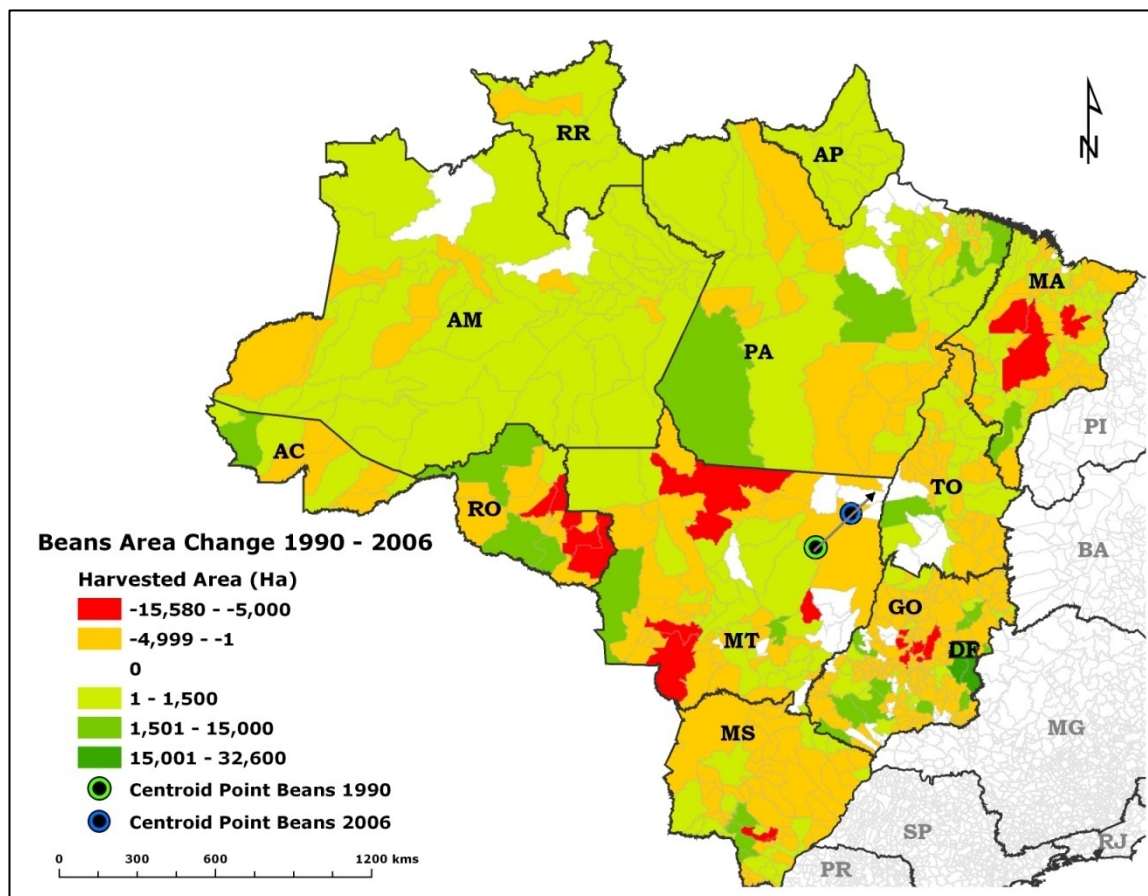 RR
AP
N
MA
AM
PA
PI
AC
TO
RO
BA
Beans Area Change 1990 - 2006
Harvested Area (Ha)
-15,580 - -5,000
-4,999 - -1
0
1 - 1,500
1,501 - 15,000
15,001 - 32,600
Centroid Point Beans 1990
Centroid Point Beans 2006
GO
MT
DF
MG
MS
SP
RJ
PR
0 300 600 1200 kms